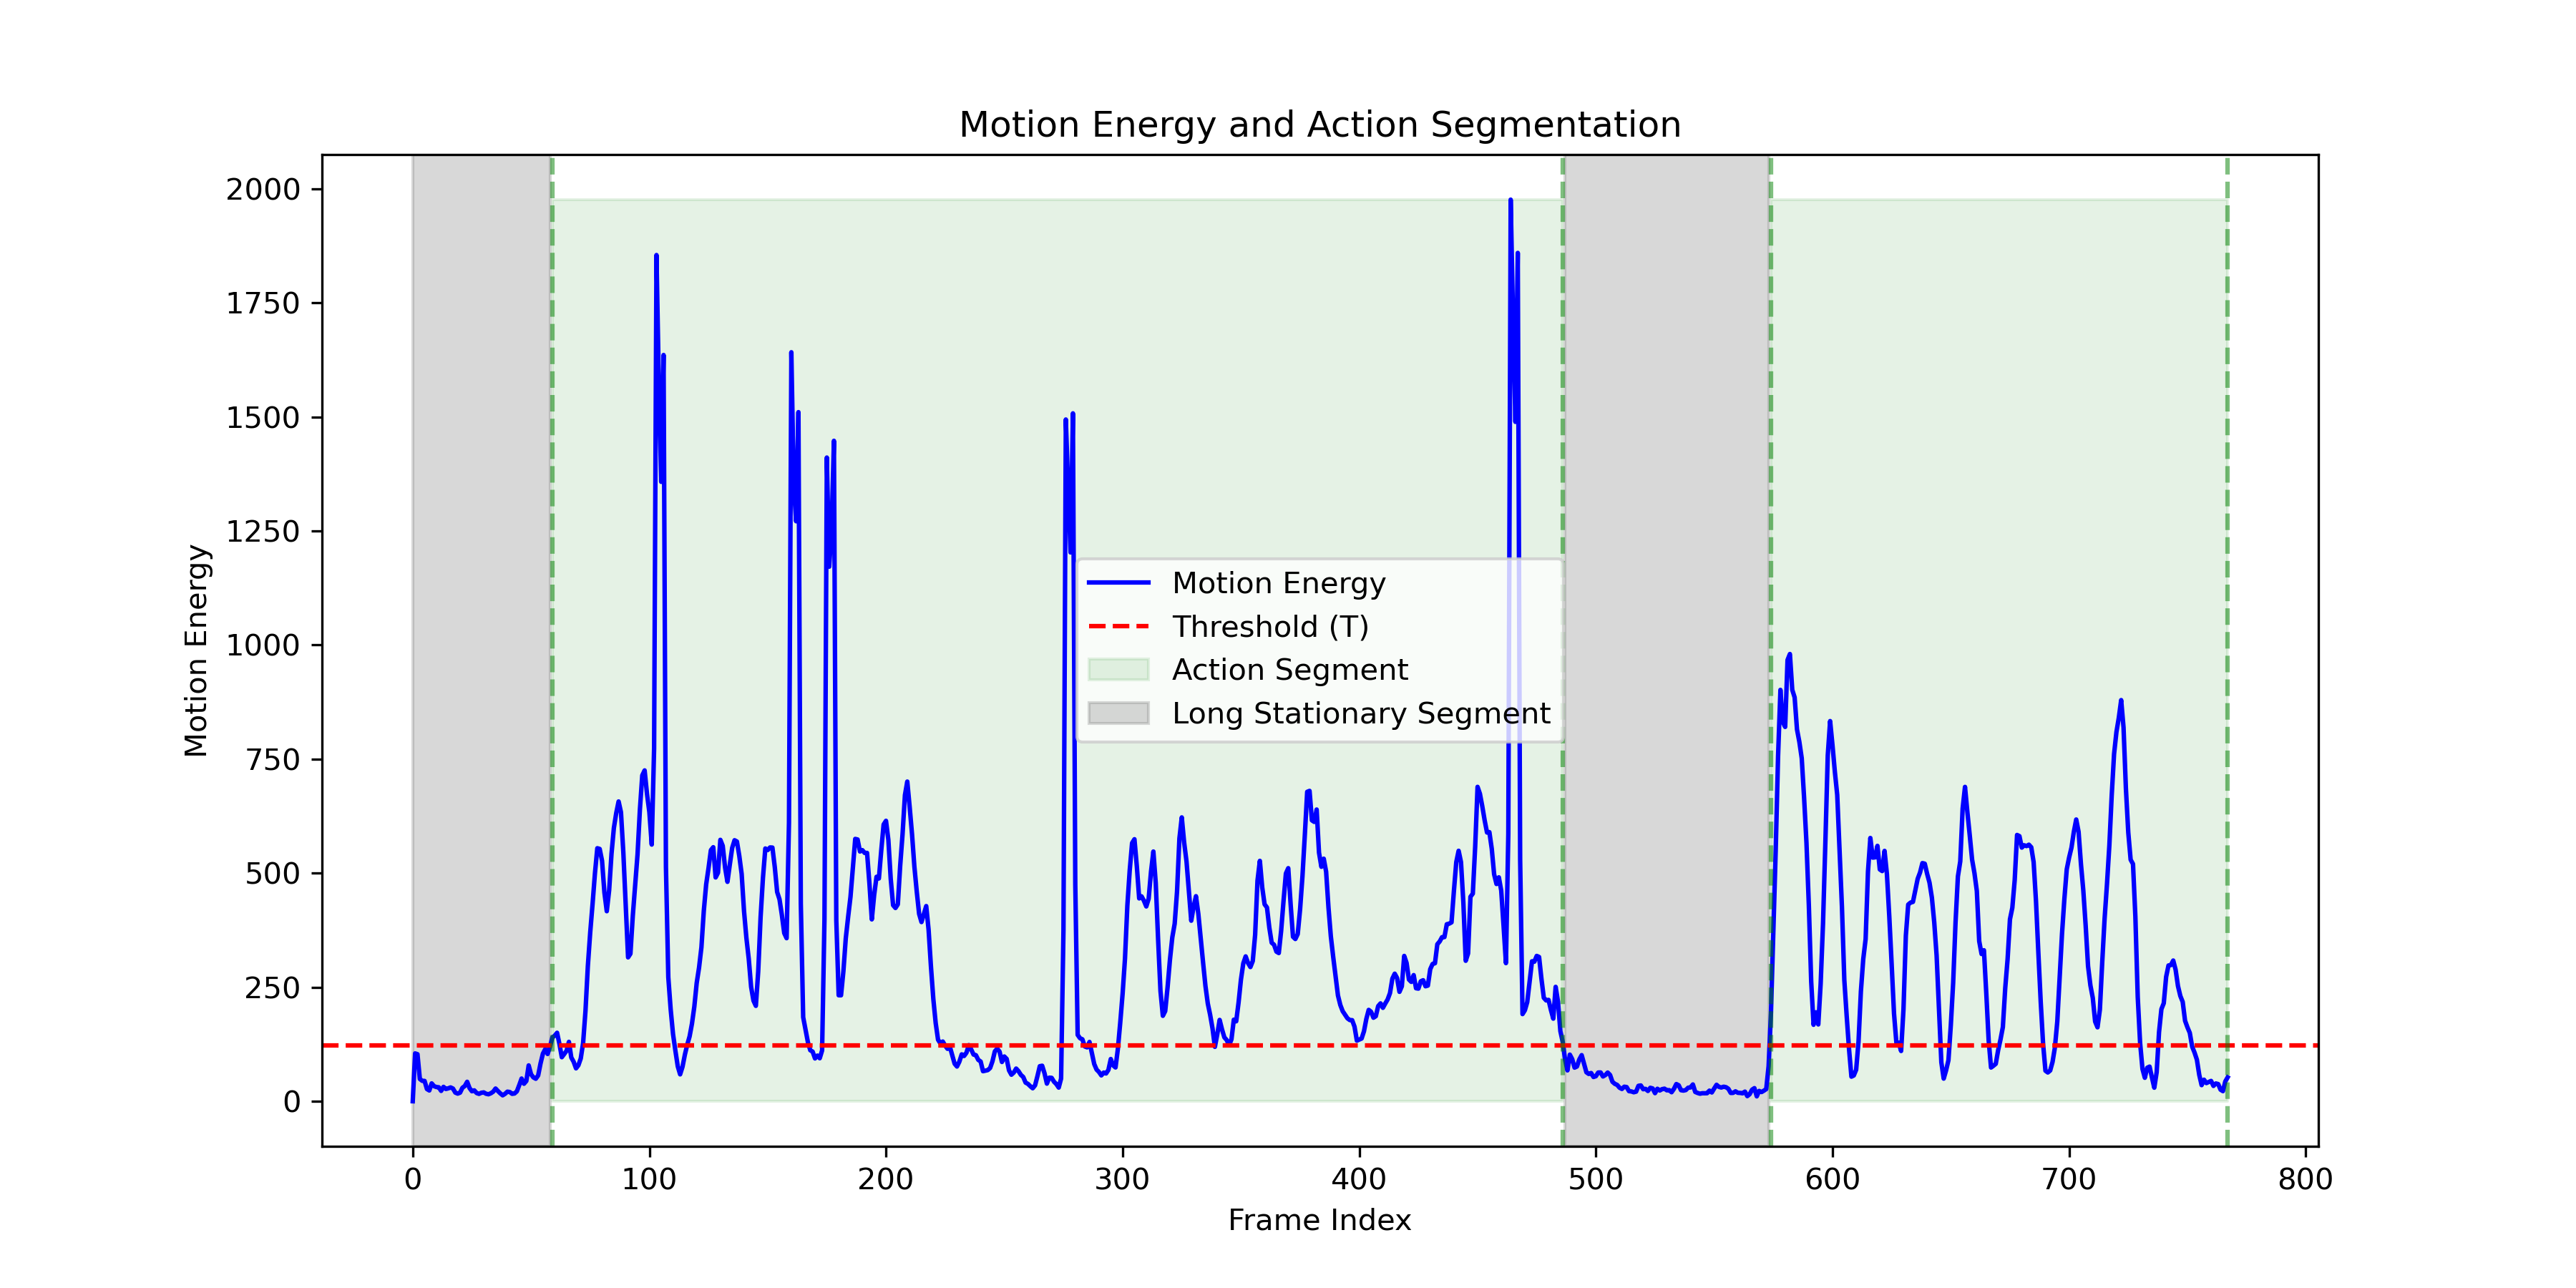 Motion Energy and Action Segmentation
2000
1750
1500
1250
1000
750
500
250
0
Motion Energy
Motion Energy
Threshold (T)
Action Segment
Long Stationary Segment
0 100 200 300 400 500 600 700 800
Frame Index